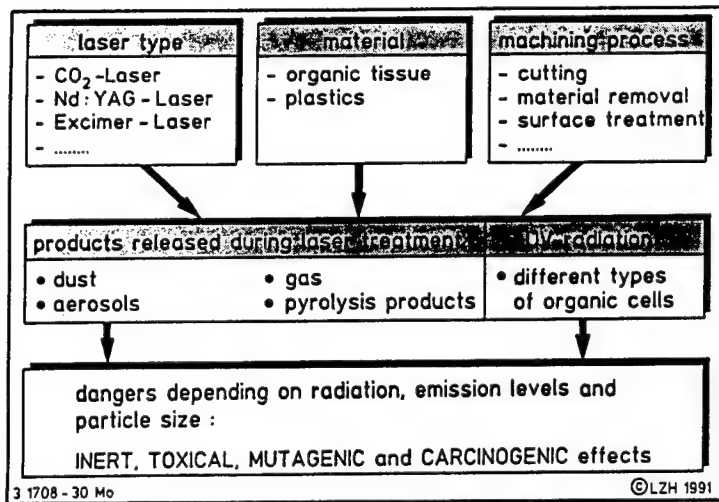 laser type
- CO₂-Laser
- Nd:YAG-Laser
- Excimer-Laser
- ........
material
- organic tissue
- plastics
machining process
- cutting
- material removal
- surface treatment
- ........
products released during laser treatment
• dust
• aerosols
• gas
• pyrolysis products
UV-radiation
• different types
of organic cells
dangers depending on radiation, emission levels and
particle size :
INERT, TOXICAL, MUTAGENIC and CARCINOGENIC effects
3 1708-30 Mo
©LZH 1991